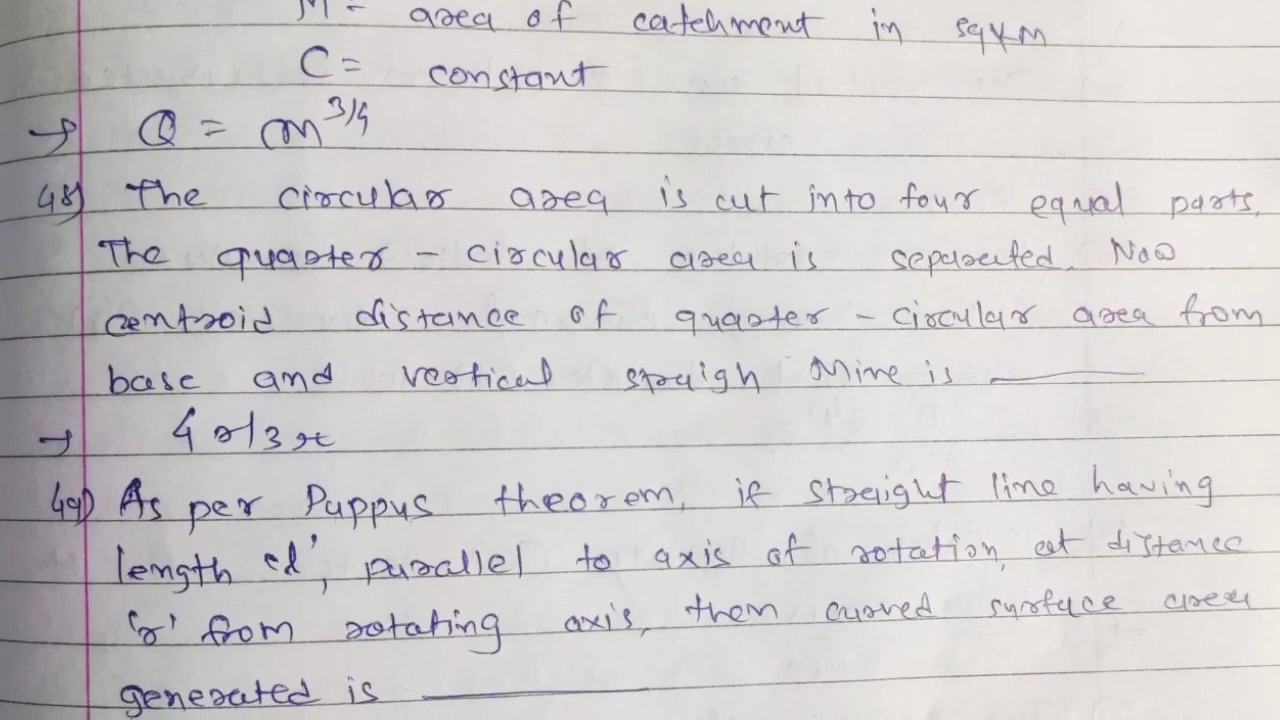 M = area of catchment in sqkm
C = constant
→ Q = cm^3/4
48) The circular area is cut into four equal parts.
The quarter - circular area is separated. Now
centroid distance of quarter - circular area from
base and vertical straigh line is ______
→ 4r/3π
49) As per Pappus theorem, if straight line having
length 'l', parallel to axis of rotation, at distance
'r' from rotating axis, then curved surface area
generated is ______